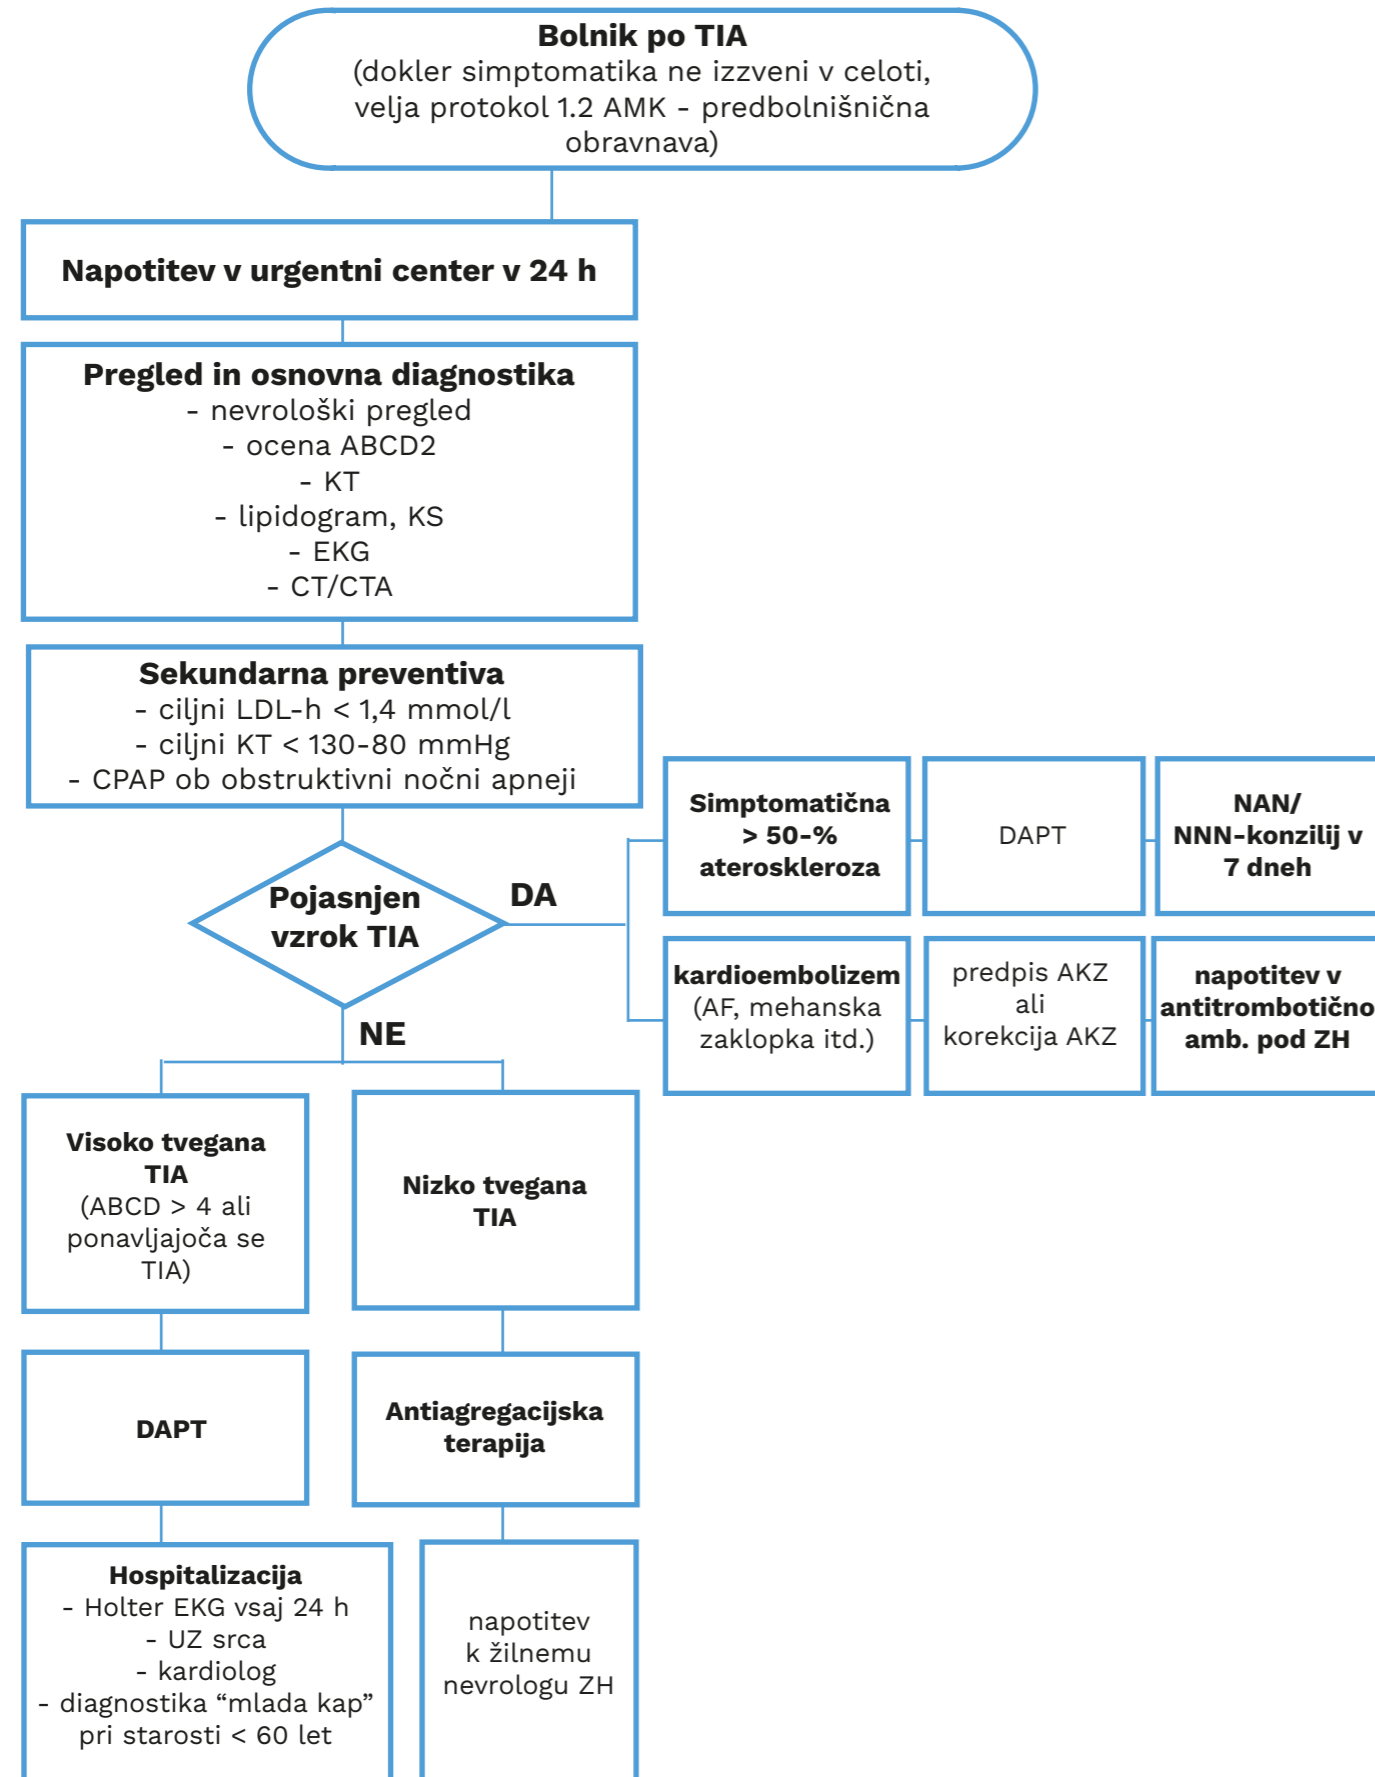 Bolnik po TIA
(dokler simptomatika ne izzveni v celoti,
velja protokol 1.2 AMK - predbolnišnična
obravnava)
Napotitev v urgentni center v 24 h
Pregled in osnovna diagnostika
- nevrološki pregled
- ocena ABCD2
- KT
- lipidogram, KS
- EKG
- CT/CTA
Sekundarna preventiva
- ciljni LDL-h < 1,4 mmol/l
- ciljni KT < 130-80 mmHg
- CPAP ob obstruktivni nočni apneji
Pojasnjen
vzrok TIA
DA
Simptomatična
> 50-%
ateroskleroza
DAPT
NAN/
NNN-konzilij v
7 dneh
kardioembolizem
(AF, mehanska
zaklopka itd.)
predpis AKZ
ali
korekcija AKZ
napotitev v
antitrombotično
amb. pod ZH
NE
Visoko tvegana
TIA
(ABCD > 4 ali
ponavljajoča se
TIA)
Nizko tvegana
TIA
DAPT
Antiagregacijska
terapija
Hospitalizacija
- Holter EKG vsaj 24 h
- UZ srca
- kardiolog
- diagnostika “mlada kap”
pri starosti < 60 let
napotitev
k žilnemu
nevrologu ZH